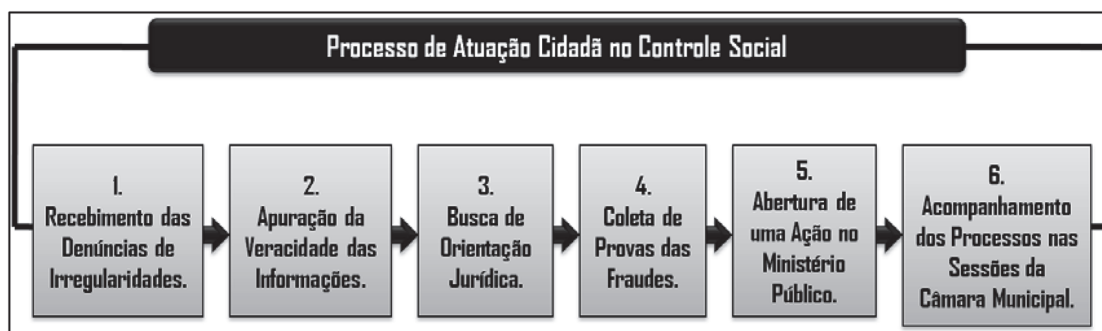 Processo de Atuação Cidadã no Controle Social
1.
Recebimento das
Denúncias de
Irregularidades.
2.
Apuração da
Veracidade das
Informações.
3.
Busca de
Orientação
Jurídica.
4.
Coleta de
Provas das
Fraudes.
5.
Abertura de
uma Ação no
Ministério
Público.
6.
Acompanhamento
dos Processos nas
Sessões da
Câmara Municipal.